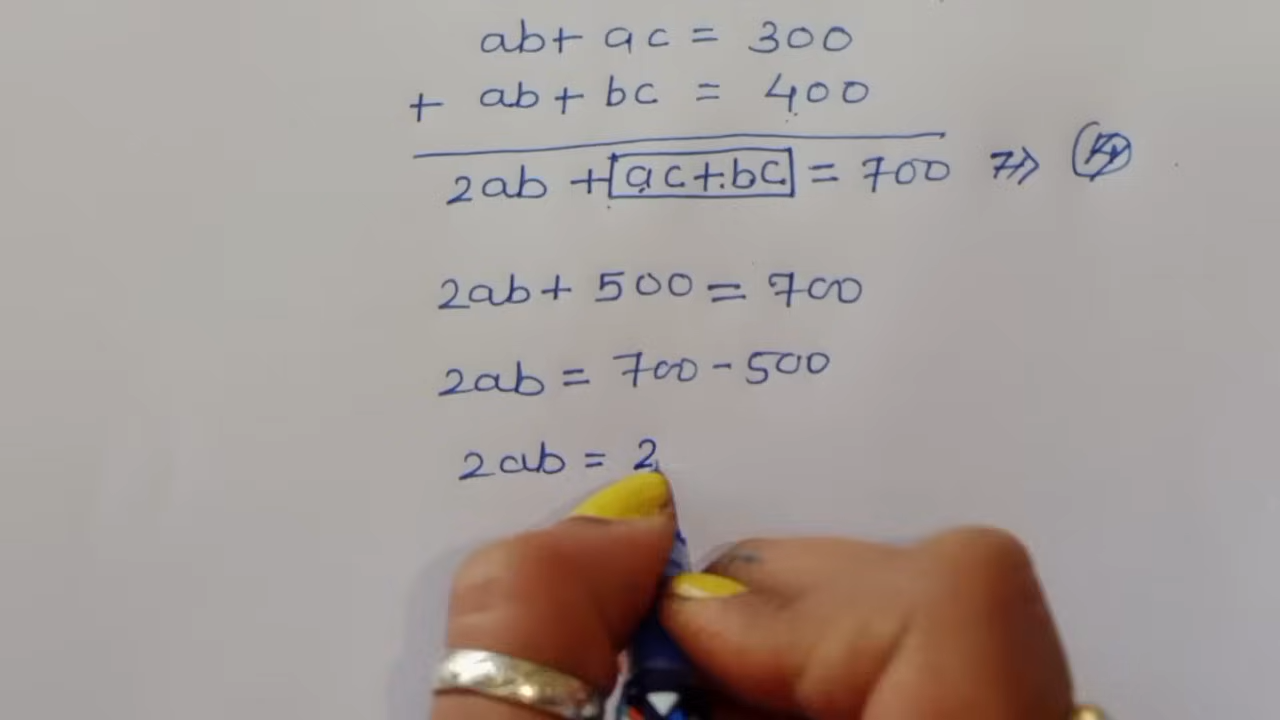 ab + ac = 300
+ ab + bc = 400
2ab + ac+bc = 700
2ab + 500 = 700
2ab = 700 - 500
2ab = 2